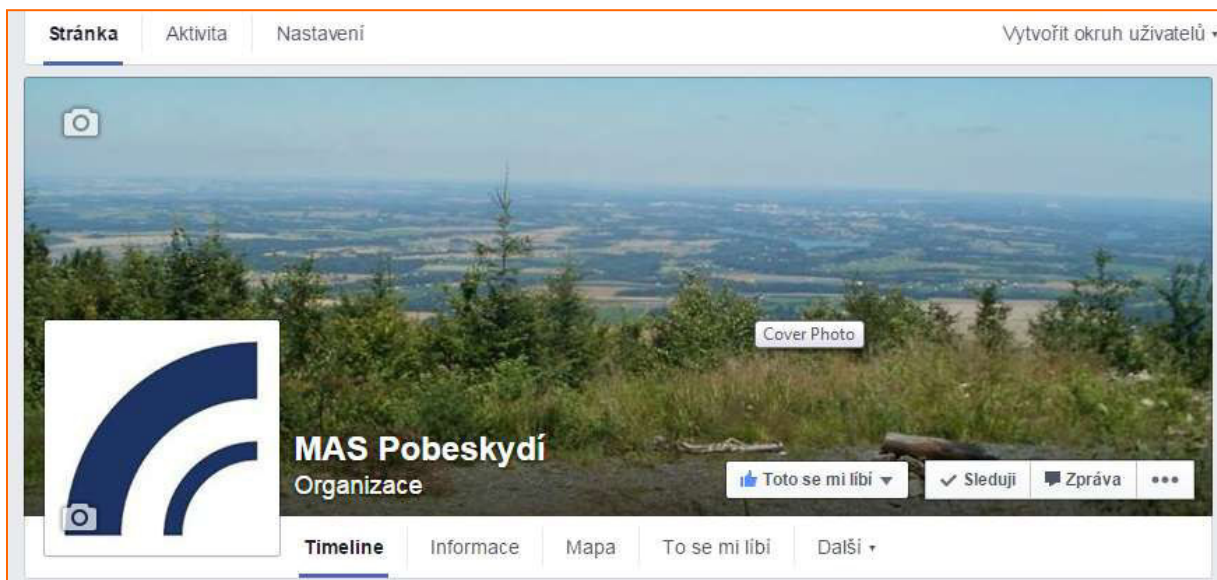 Stránka Aktivita Nastavení Vytvořit okruh uživatelů
Cover Photo
MAS Pobeskydí
Organizace
Toto se mi líbí Sleduji Zpráva
Timeline Informace Mapa To se mi líbí Další